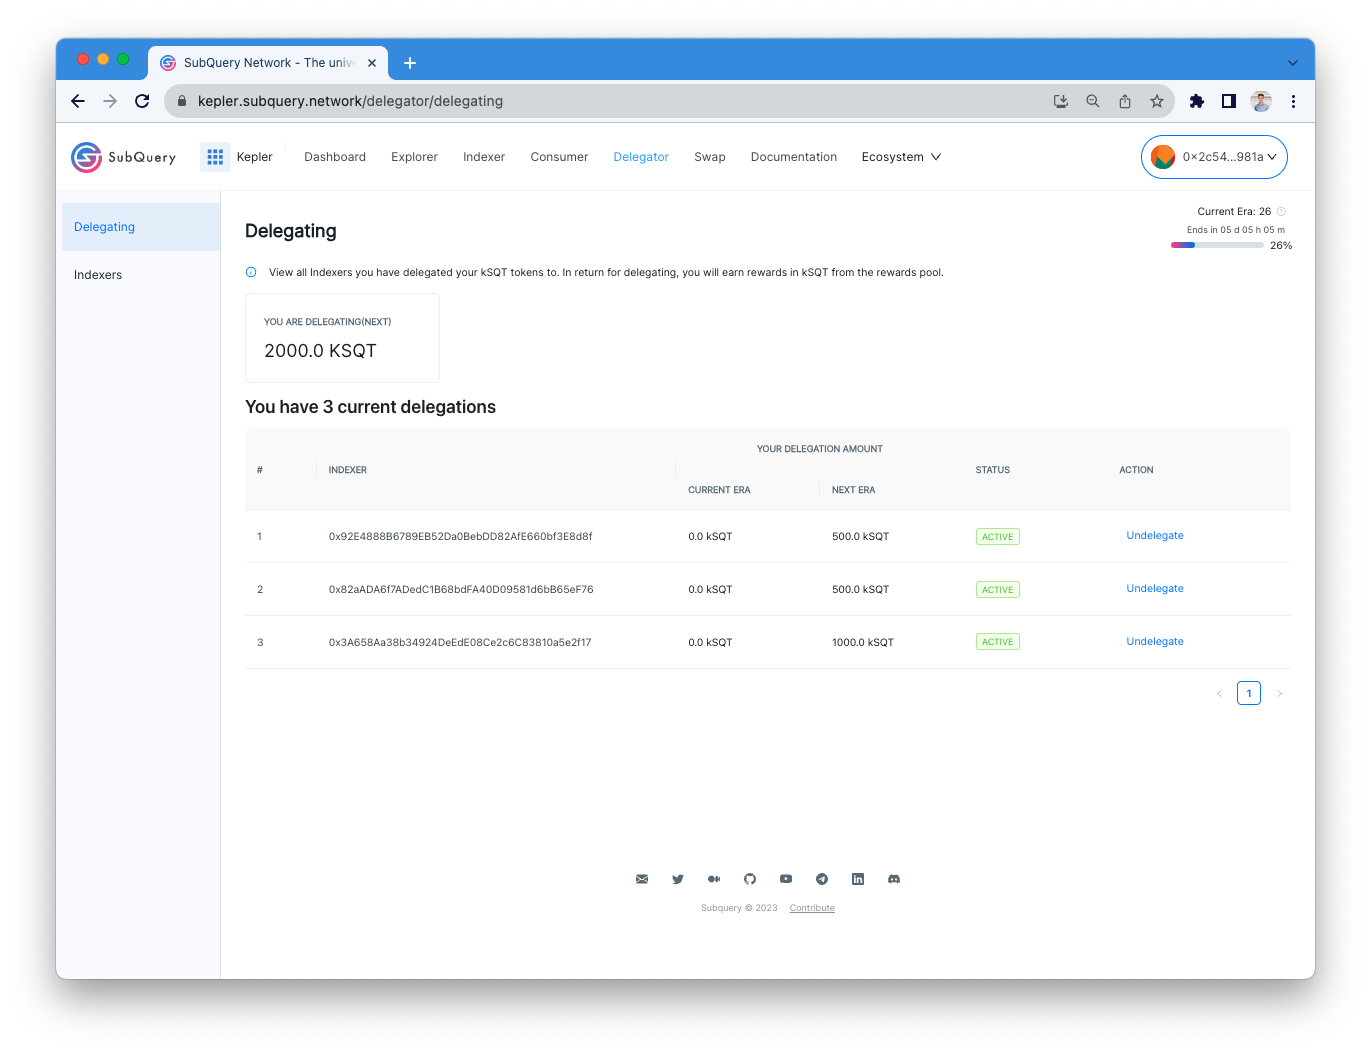 SubQuery Network - The univ
kepler.subquery.network/delegator/delegating
SubQuery
Kepler
Dashboard
Explorer
Indexer
Consumer
Delegator
Swap
Documentation
Ecosystem
0x2c54...981a
Delegating
Indexers
Delegating
Current Era: 26
Ends in 05 d 05 h 05 m
26%
View all Indexers you have delegated your kSQT tokens to. In return for delegating, you will earn rewards in kSQT from the rewards pool.
YOU ARE DELEGATING(NEXT)
2000.0 KSQT
You have 3 current delegations
YOUR DELEGATION AMOUNT
# INDEXER STATUS ACTION
CURRENT ERA NEXT ERA
1 0x92E4888B6789EB52Da0BebDD82AfE660bf3E8d8f 0.0 kSQT 500.0 kSQT ACTIVE Undelegate
2 0x82aADA6f7ADedC1B68bdFA40D09581d6bB65eF76 0.0 kSQT 500.0 kSQT ACTIVE Undelegate
3 0x3A658Aa38b34924DeEdE08Ce2c6C83810a5e2f17 0.0 kSQT 1000.0 kSQT ACTIVE Undelegate
1
Subquery © 2023 Contribute